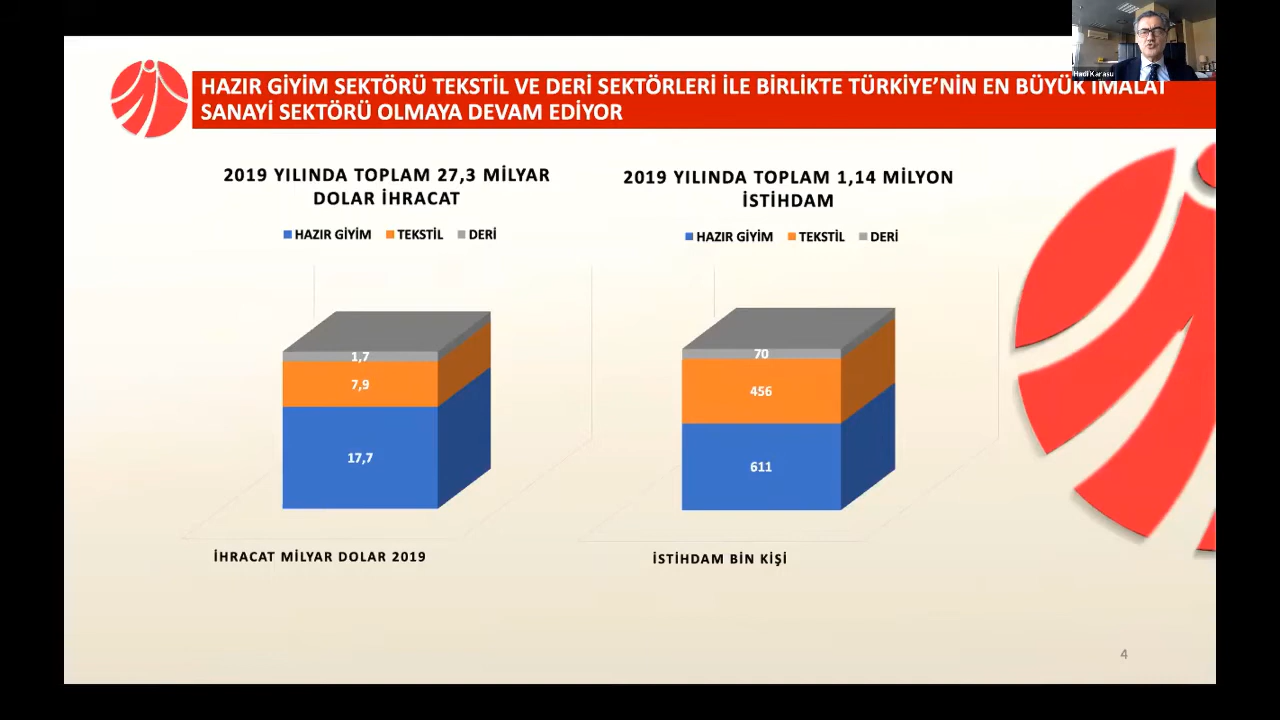 HAZIR GİYİM SEKTÖRÜ TEKSTİL VE DERİ SEKTÖRLERİ İLE BİRLİKTE TÜRKİYE’NİN EN BÜYÜK İMALAT
SANAYİ SEKTÖRÜ OLMAYA DEVAM EDİYOR
Hadi Karasu
2019 YILINDA TOPLAM 27,3 MİLYAR
DOLAR İHRACAT
HAZIR GİYİM TEKSTİL DERİ
1,7
7,9
17,7
İHRACAT MİLYAR DOLAR 2019
2019 YILINDA TOPLAM 1,14 MİLYON
İSTİHDAM
HAZIR GİYİM TEKSTİL DERİ
70
456
611
İSTİHDAM BİN KİŞİ
4